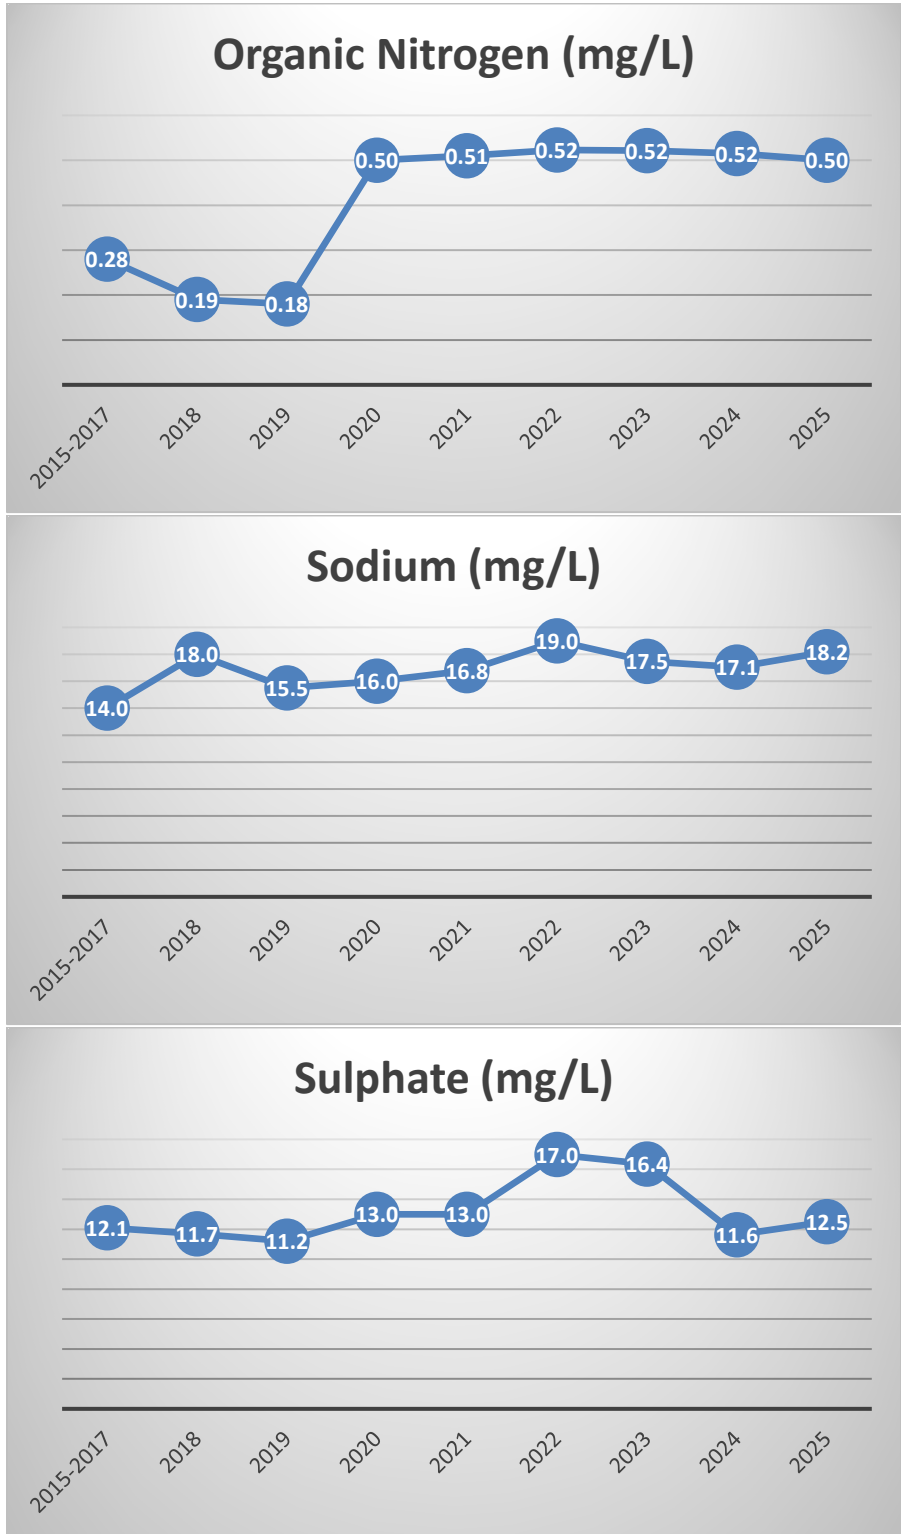 Organic Nitrogen (mg/L)
0.28 0.19 0.18 0.50 0.51 0.52 0.52 0.52 0.50
2015-2017 2018 2019 2020 2021 2022 2023 2024 2025
Sodium (mg/L)
14.0 18.0 15.5 16.0 16.8 19.0 17.5 17.1 18.2
2015-2017 2018 2019 2020 2021 2022 2023 2024 2025
Sulphate (mg/L)
12.1 11.7 11.2 13.0 13.0 17.0 16.4 11.6 12.5
2015-2017 2018 2019 2020 2021 2022 2023 2024 2025